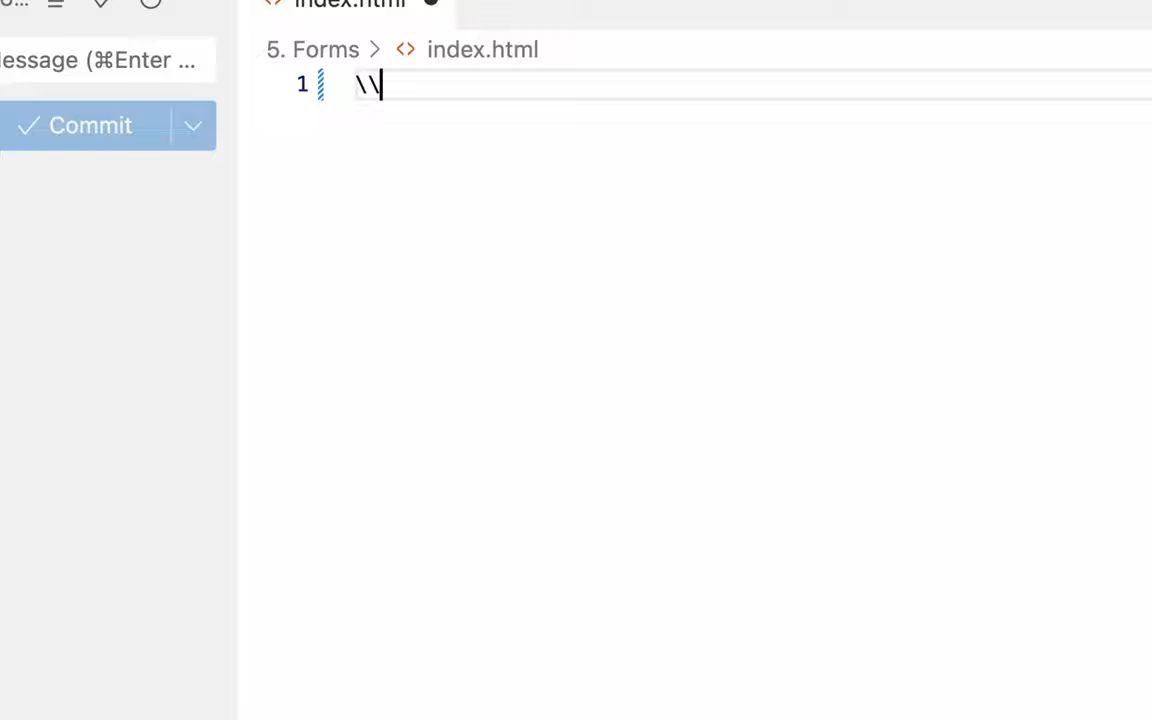 index.html
essage (⌘Enter ...
Commit
5. Forms > <> index.html
1 \\